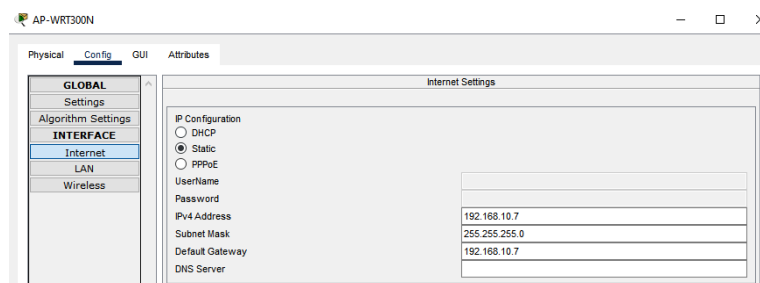 AP-WRT300N
Physical Config GUI Attributes
GLOBAL
Settings
Algorithm Settings
INTERFACE
Internet
LAN
Wireless
Internet Settings
IP Configuration
DHCP
Static
PPPoE
UserName
Password
IPv4 Address 192.168.10.7
Subnet Mask 255.255.255.0
Default Gateway 192.168.10.7
DNS Server